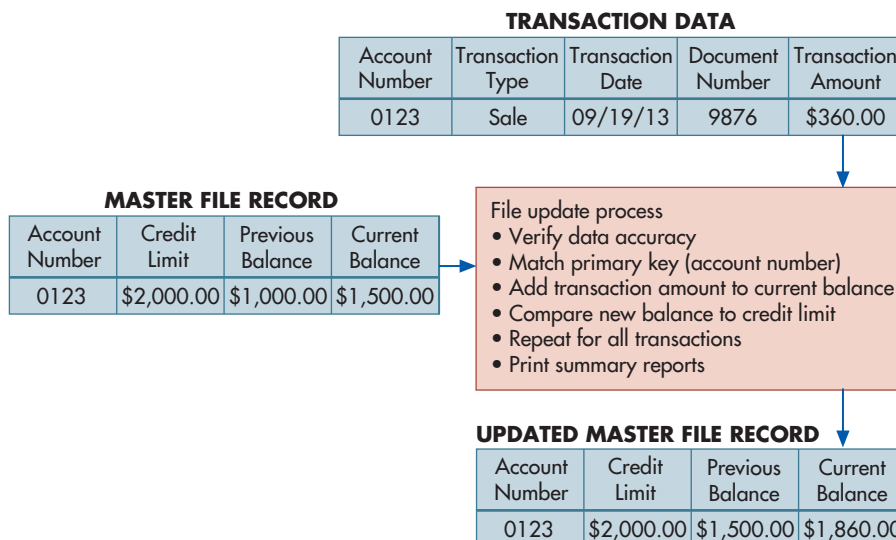 TRANSACTION DATA
Account Number Transaction Type Transaction Date Document Number Transaction Amount
0123 Sale 09/19/13 9876 $360.00
MASTER FILE RECORD
Account Number Credit Limit Previous Balance Current Balance
0123 $2,000.00 $1,000.00 $1,500.00
File update process
• Verify data accuracy
• Match primary key (account number)
• Add transaction amount to current balance
• Compare new balance to credit limit
• Repeat for all transactions
• Print summary reports
UPDATED MASTER FILE RECORD
Account Number Credit Limit Previous Balance Current Balance
0123 $2,000.00 $1,500.00 $1,860.00